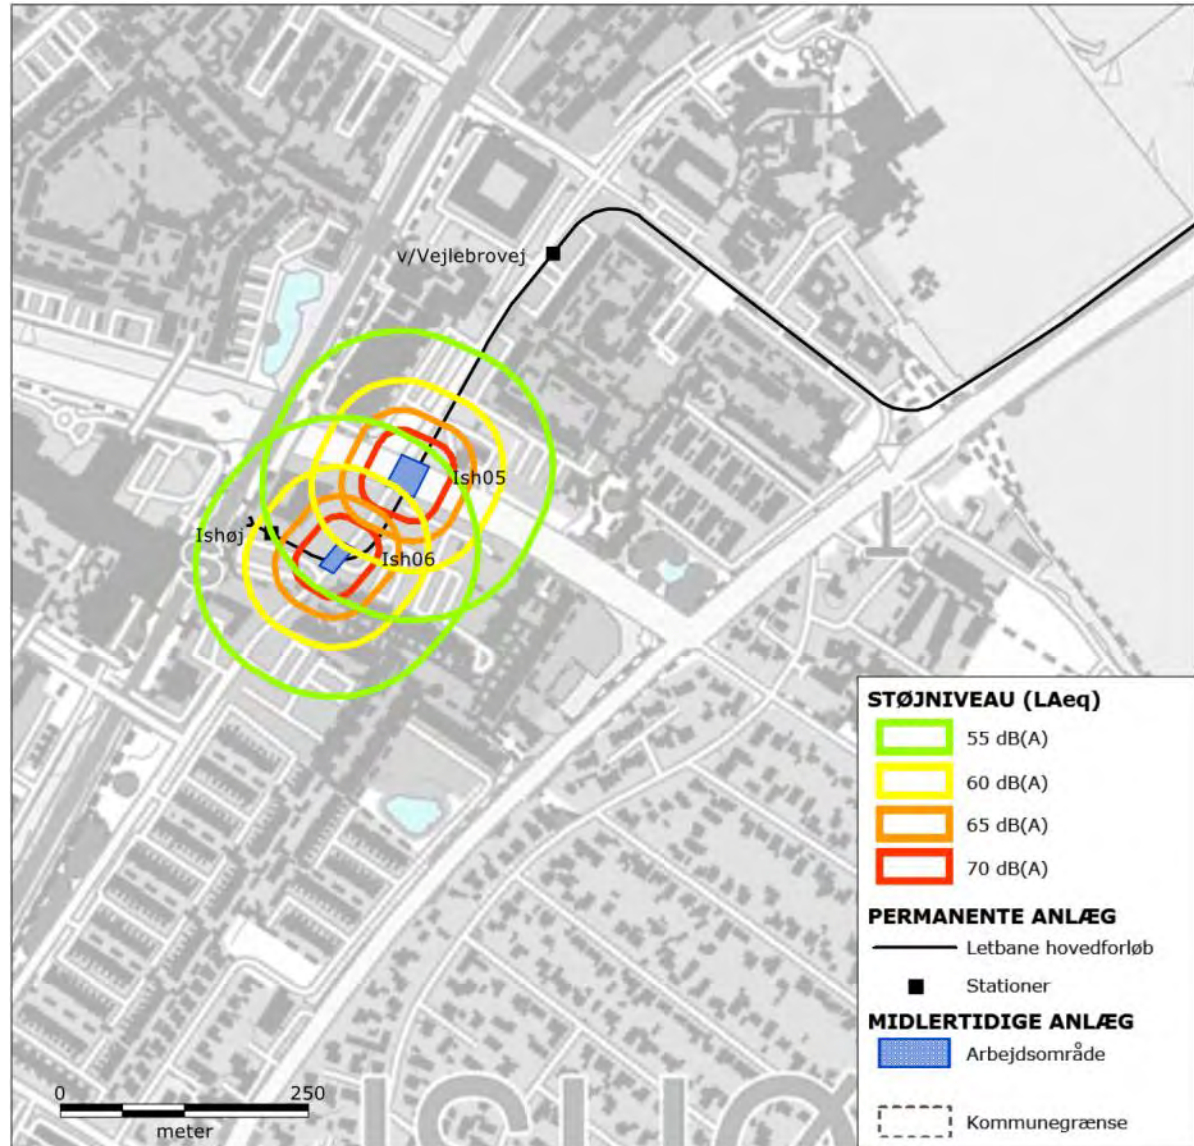 v/Vejlebrovej
Ish05
Ishøj
Ish06
STØJNIVEAU (LAeq)
55 dB(A)
60 dB(A)
65 dB(A)
70 dB(A)
PERMANENTE ANLÆG
Letbane hovedforløb
Stationer
MIDLERTIDIGE ANLÆG
Arbejdsområde
Kommunegrænse
0 250
meter